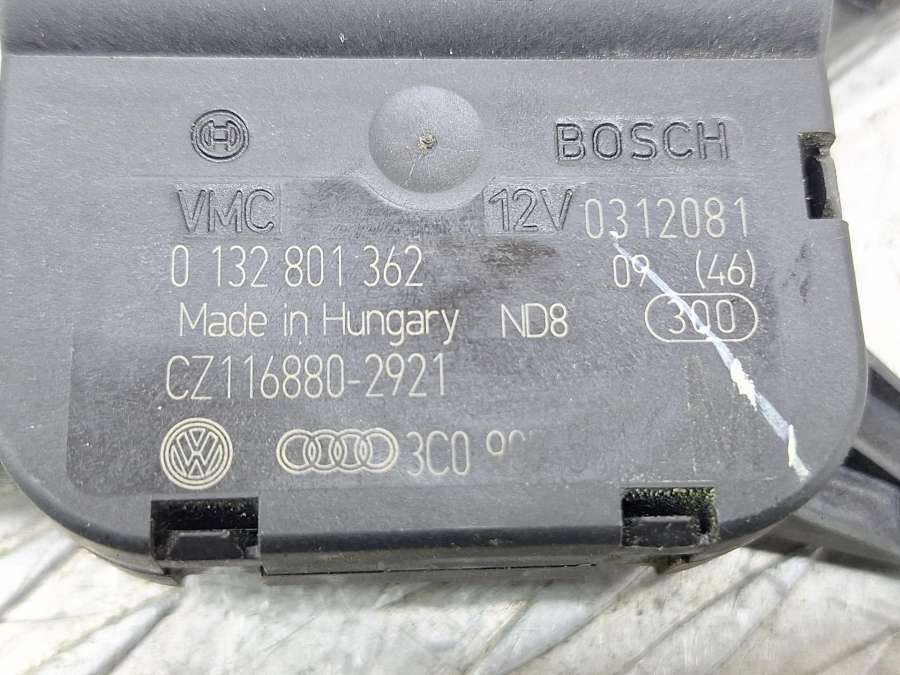 BOSCH
VMC 12V 0312081
0 132 801 362 09 (46)
Made in Hungary ND8 300
CZ116880-2921
3C0